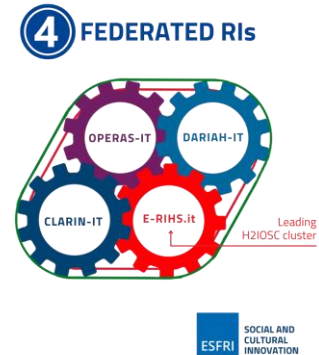 4 FEDERATED RIs
OPERAS-IT
DARIAH-IT
CLARIN-IT
E-RIHS.it
Leading
H2IOSC cluster
ESFRI
SOCIAL AND
CULTURAL
INNOVATION